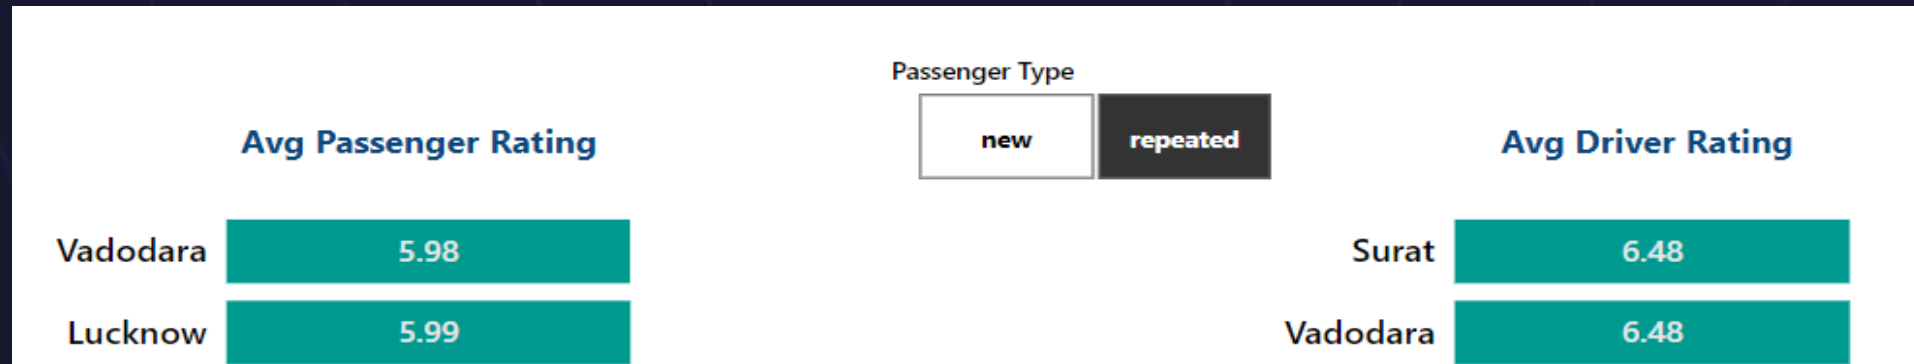 Passenger Type
new repeated
Avg Passenger Rating
Vadodara 5.98
Lucknow 5.99
Avg Driver Rating
Surat 6.48
Vadodara 6.48